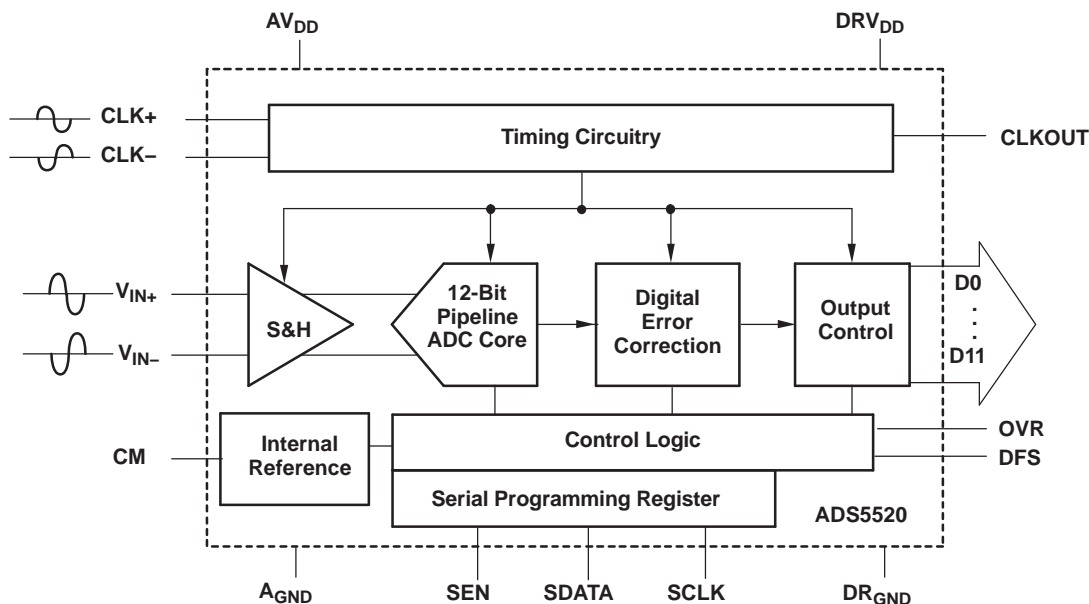 AVDD
DRVDD
CLK+
Timing Circuitry
CLKOUT
CLK−
VIN+
S&H
12-Bit
Pipeline
ADC Core
Digital
Error
Correction
Output
Control
D0
.
.
.
.
D11
VIN−
CM
Internal
Reference
Control Logic
OVR
DFS
Serial Programming Register
ADS5520
AGND
SEN
SDATA
SCLK
DRGND